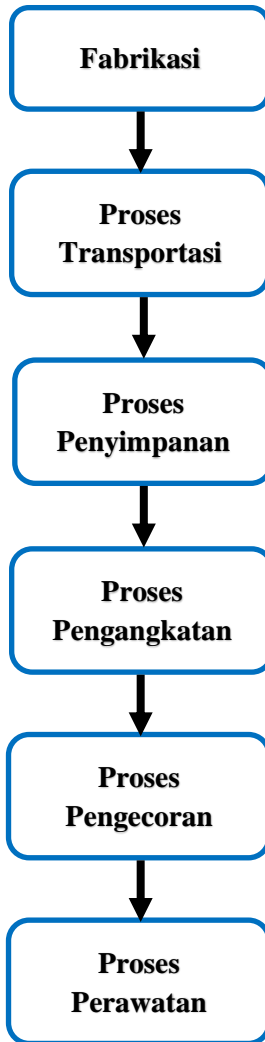 Fabrikasi
Proses
Transportasi
Proses
Penyimpanan
Proses
Pengangkatan
Proses
Pengecoran
Proses
Perawatan